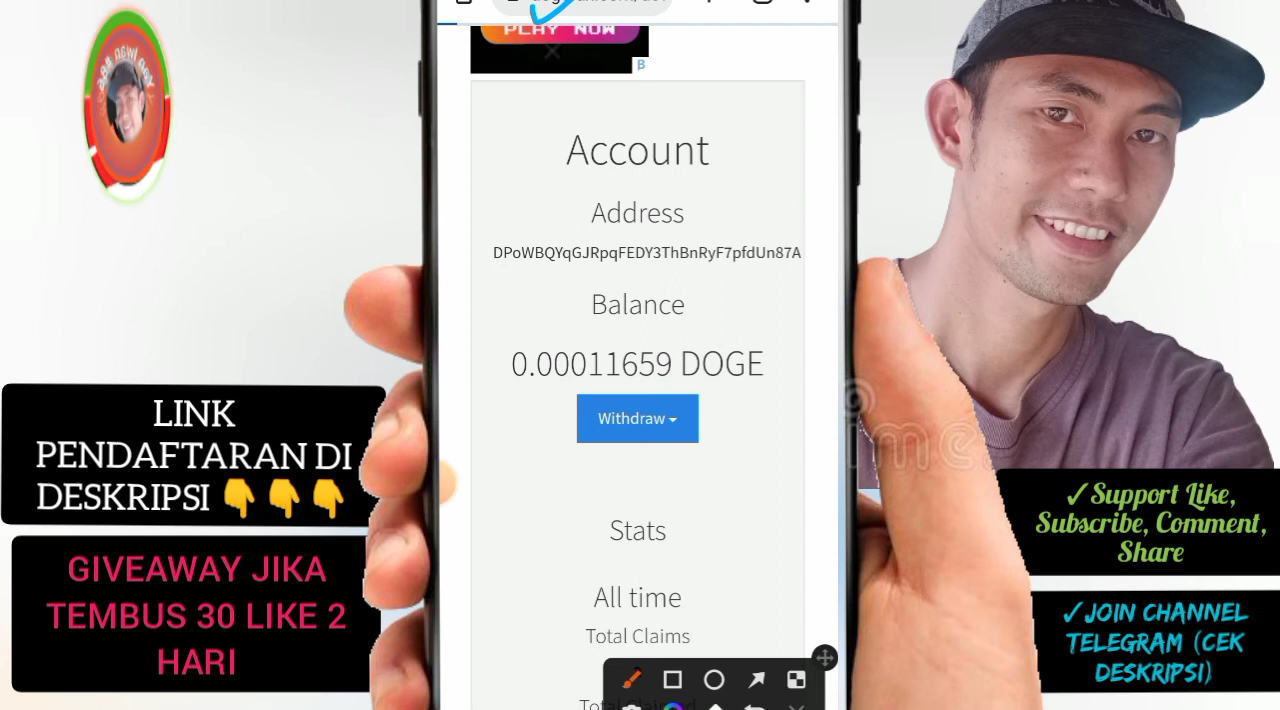 PLAY NOW
Account
Address
DPoWBQYqGJRpqFEDY3ThBnRyF7pfdUn87A
Balance
0.00011659 DOGE
Withdraw
Stats
All time
Total Claims
LINK
PENDAFTARAN DI
DESKRIPSI 👇👇👇
GIVEAWAY JIKA
TEMBUS 30 LIKE 2
HARI
✓Support Like,
Subscribe, Comment,
Share
✓JOIN CHANNEL
TELEGRAM (CEK
DESKRIPSI)